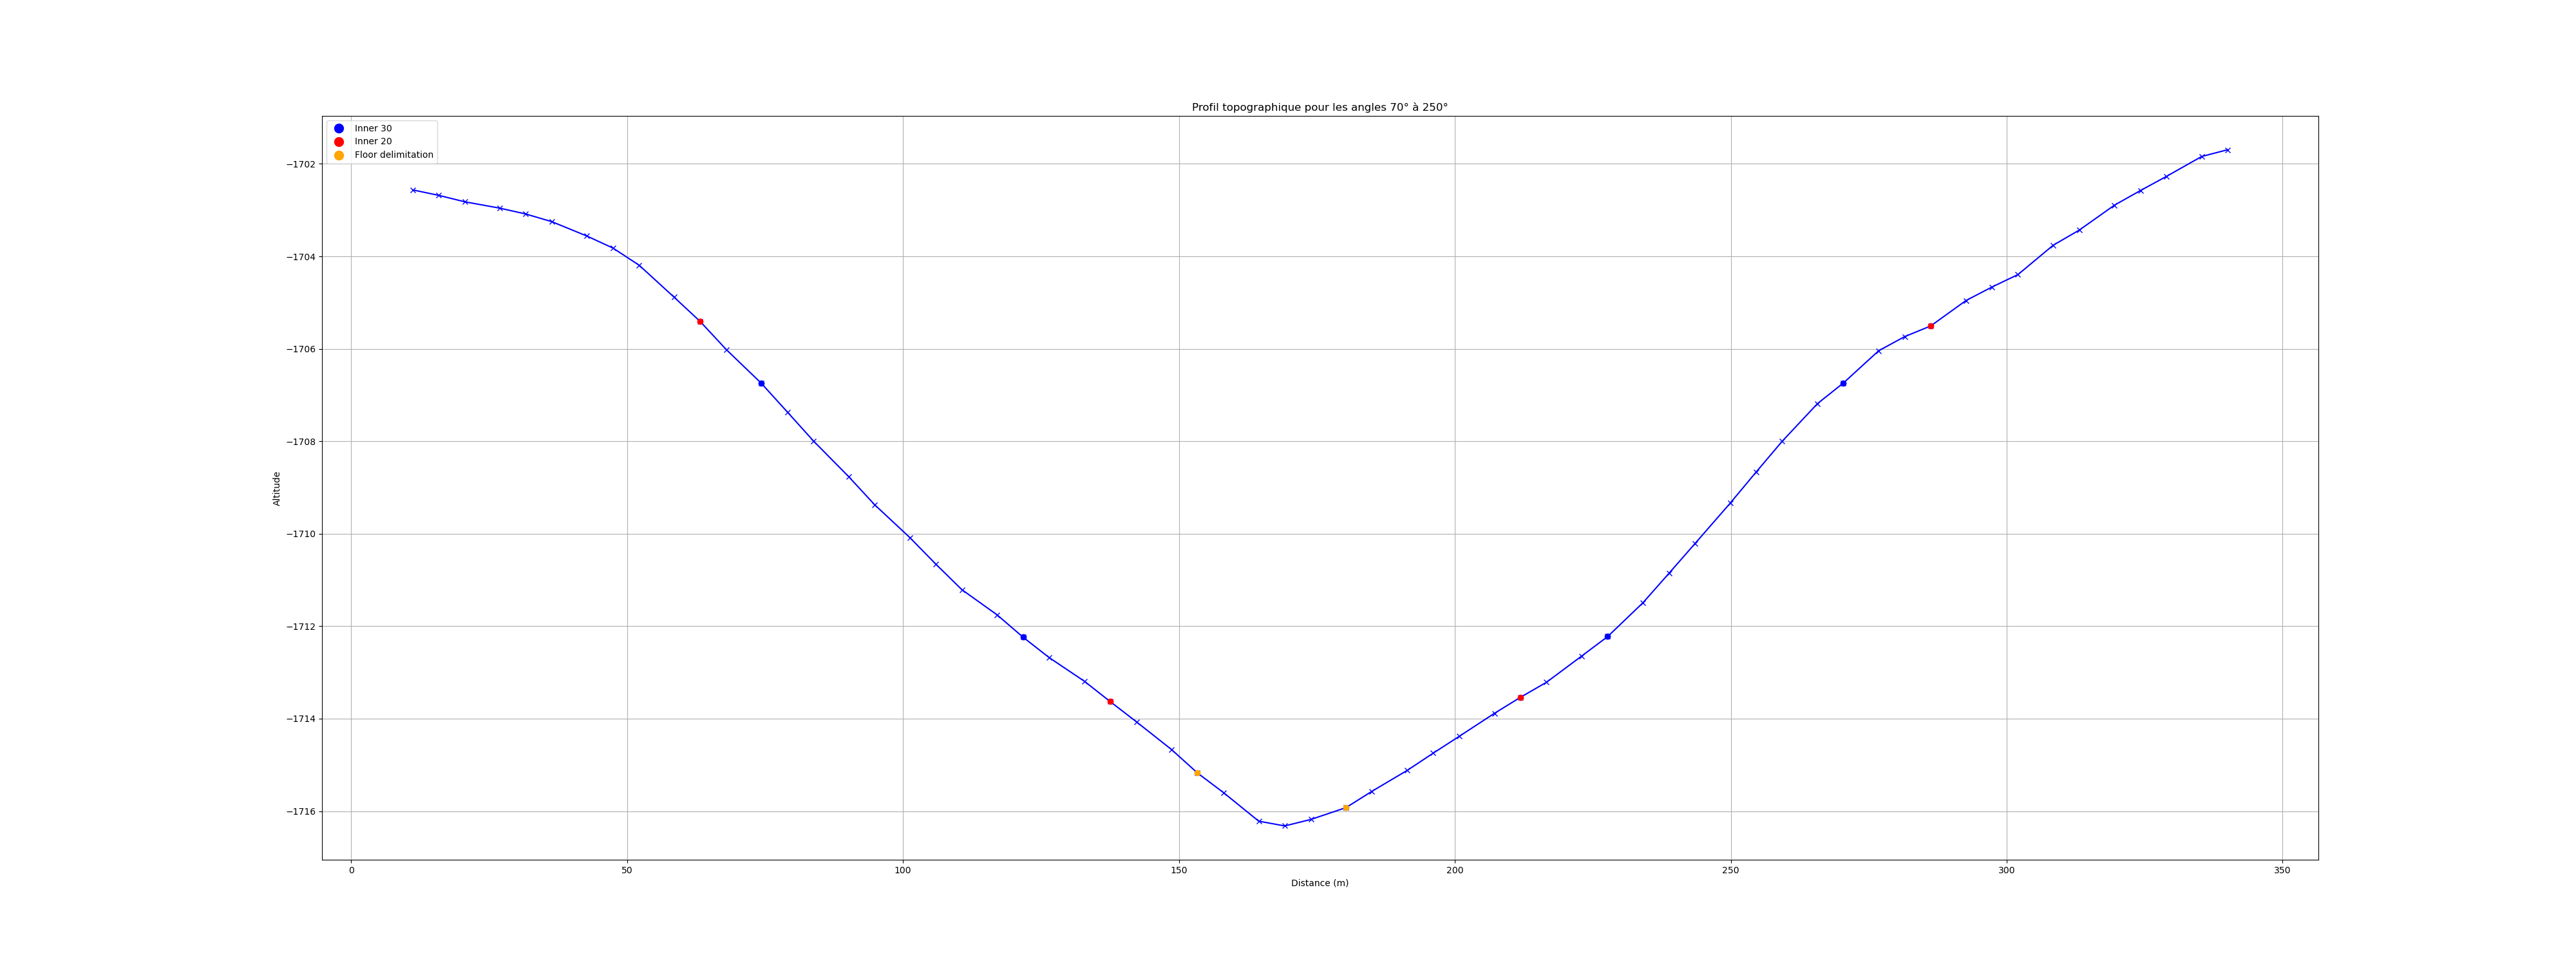 Profil topographique pour les angles 70° à 250°
Inner 30
Inner 20
Floor delimitation
−1702
−1704
−1706
−1708
−1710
−1712
−1714
−1716
Altitude
0 50 100 150 200 250 300 350
Distance (m)